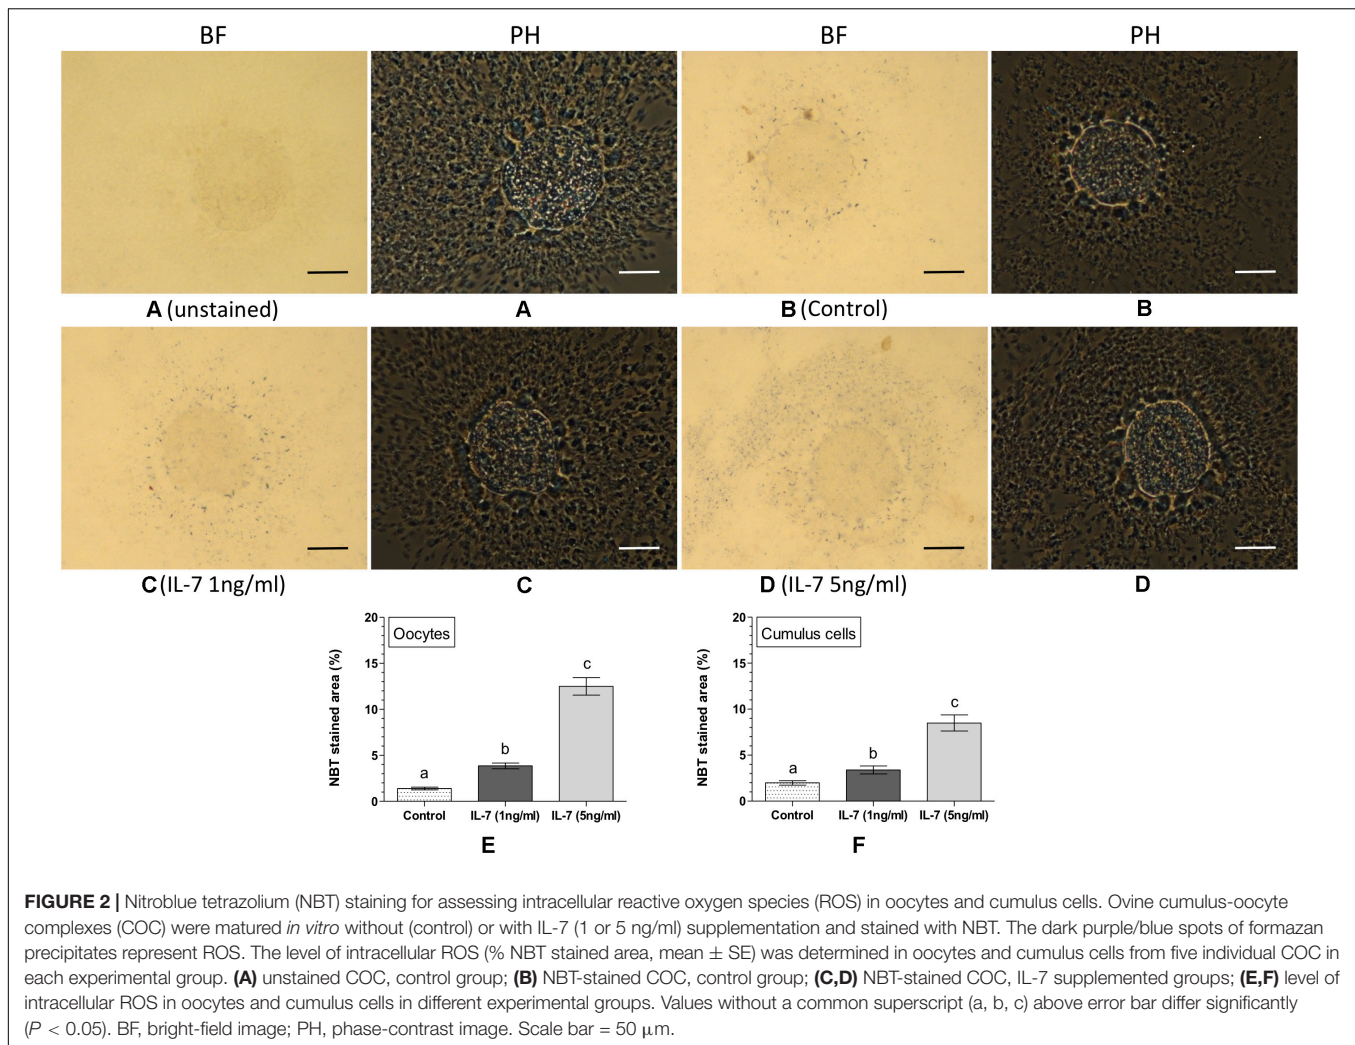 BF PH BF PH
A (unstained) A B (Control) B
C (IL-7 1ng/ml) C D (IL-7 5ng/ml) D
Oocytes
NBT stained area (%)
20
15
10
5
0
a
b
c
Control IL-7 (1ng/ml) IL-7 (5ng/ml)
E
Cumulus cells
NBT stained area (%)
20
15
10
5
0
a
b
c
Control IL-7 (1ng/ml) IL-7 (5ng/ml)
F
FIGURE 2 | Nitroblue tetrazolium (NBT) staining for assessing intracellular reactive oxygen species (ROS) in oocytes and cumulus cells. Ovine cumulus-oocyte
complexes (COC) were matured in vitro without (control) or with IL-7 (1 or 5 ng/ml) supplementation and stained with NBT. The dark purple/blue spots of formazan
precipitates represent ROS. The level of intracellular ROS (% NBT stained area, mean ± SE) was determined in oocytes and cumulus cells from five individual COC in
each experimental group. (A) unstained COC, control group; (B) NBT-stained COC, control group; (C,D) NBT-stained COC, IL-7 supplemented groups; (E,F) level of
intracellular ROS in oocytes and cumulus cells in different experimental groups. Values without a common superscript (a, b, c) above error bar differ significantly
(P < 0.05). BF, bright-field image; PH, phase-contrast image. Scale bar = 50 μm.